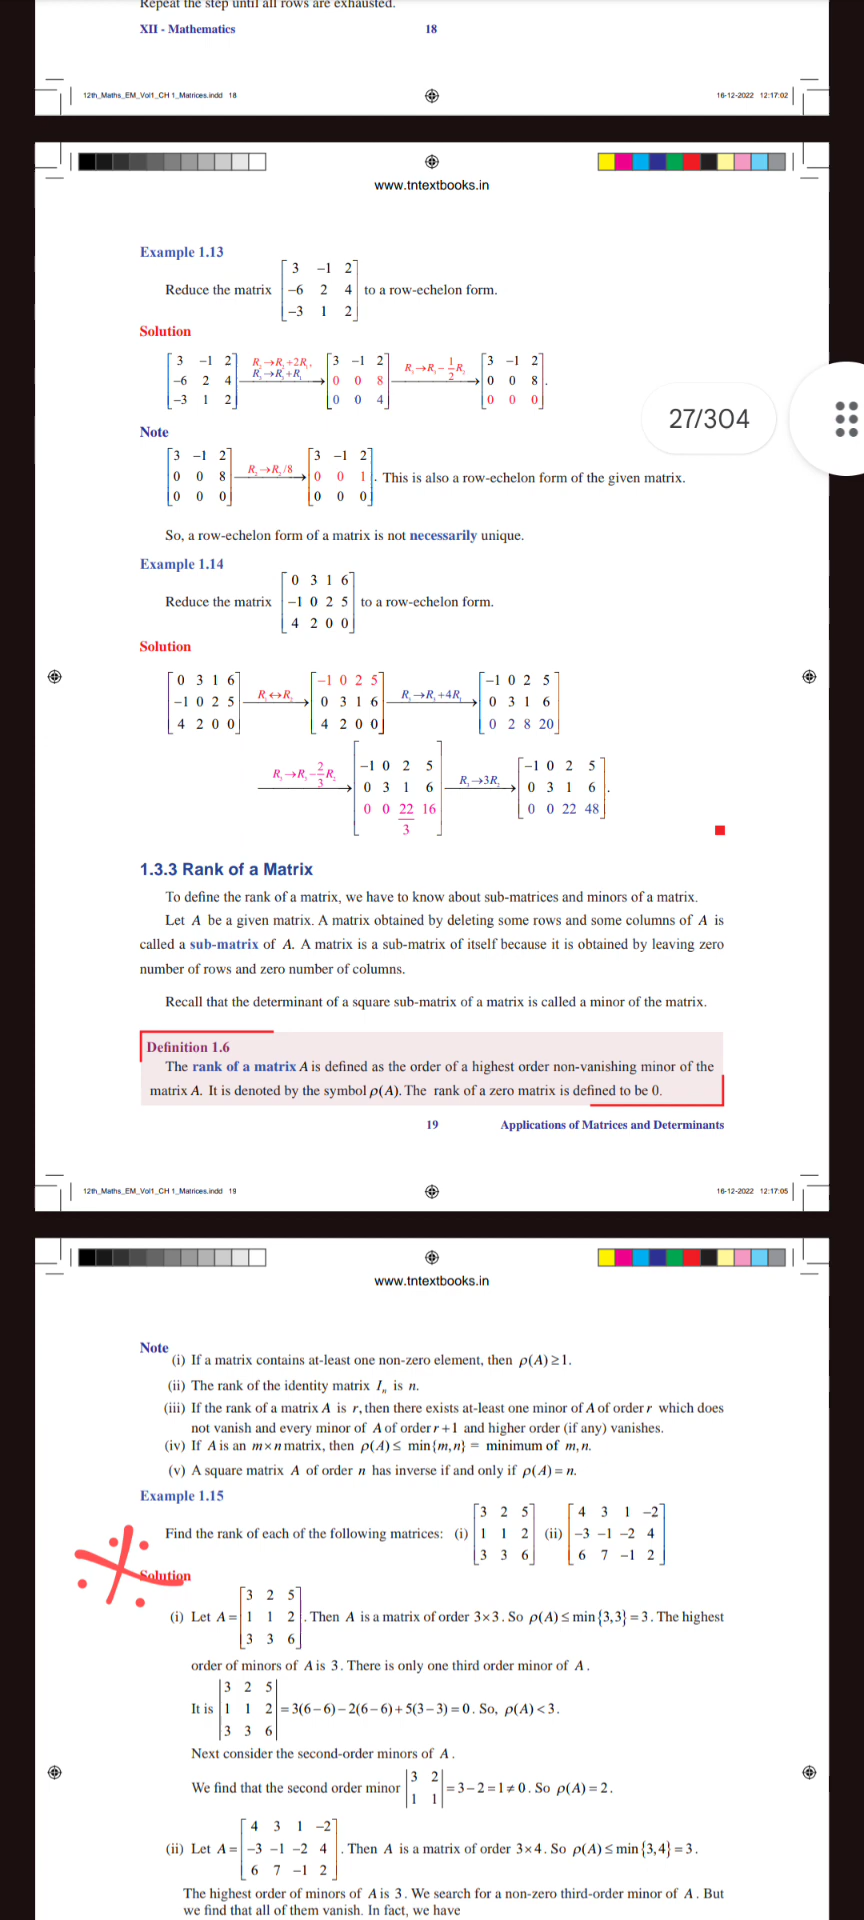 Repeat the step until all rows are exhausted.
XII - Mathematics 18
12th_Maths_EM_Vol1_CH 1_Matrices.indd 18 16-12-2022 12:17:02
www.tntextbooks.in
Example 1.13
3 -1 2
Reduce the matrix -6 2 4 to a row-echelon form.
-3 1 2
Solution
3 -1 2 3 -1 2 3 -1 2
-6 2 4 0 0 8 0 0 8 .
-3 1 2 0 0 4 0 0 0
27/304
Note
3 -1 2 3 -1 2
0 0 8 0 0 1 . This is also a row-echelon form of the given matrix.
0 0 0 0 0 0
So, a row-echelon form of a matrix is not necessarily unique.
Example 1.14
0 3 1 6
Reduce the matrix -1 0 2 5 to a row-echelon form.
4 2 0 0
Solution
0 3 1 6 -1 0 2 5 -1 0 2 5
-1 0 2 5 0 3 1 6 0 3 1 6
4 2 0 0 4 2 0 0 0 2 8 20
-1 0 2 5 -1 0 2 5
0 3 1 6 0 3 1 6 .
0 0 22/3 16 0 0 22 48
1.3.3 Rank of a Matrix
To define the rank of a matrix, we have to know about sub-matrices and minors of a matrix.
Let A be a given matrix. A matrix obtained by deleting some rows and some columns of A is
called a sub-matrix of A. A matrix is a sub-matrix of itself because it is obtained by leaving zero
number of rows and zero number of columns.
Recall that the determinant of a square sub-matrix of a matrix is called a minor of the matrix.
Definition 1.6
The rank of a matrix A is defined as the order of a highest order non-vanishing minor of the
matrix A. It is denoted by the symbol ρ(A). The rank of a zero matrix is defined to be 0.
19 Applications of Matrices and Determinants
12th_Maths_EM_Vol1_CH 1_Matrices.indd 19 16-12-2022 12:17:05
www.tntextbooks.in
Note
(i) If a matrix contains at-least one non-zero element, then ρ(A) ≥ 1.
(ii) The rank of the identity matrix Iₙ is n.
(iii) If the rank of a matrix A is r, then there exists at-least one minor of A of order r which does
not vanish and every minor of A of order r+1 and higher order (if any) vanishes.
(iv) If A is an m×n matrix, then ρ(A) ≤ min{m,n} = minimum of m,n.
(v) A square matrix A of order n has inverse if and only if ρ(A) = n.
Example 1.15
3 2 5 4 3 1 -2
Find the rank of each of the following matrices: (i) 1 1 2 (ii) -3 -1 -2 4
3 3 6 6 7 -1 2
Solution
3 2 5
(i) Let A = 1 1 2 . Then A is a matrix of order 3×3. So ρ(A) ≤ min{3,3} = 3. The highest
3 3 6
order of minors of A is 3. There is only one third order minor of A.
3 2 5
It is 1 1 2 = 3(6−6)−2(6−6)+5(3−3) = 0. So, ρ(A) < 3.
3 3 6
Next consider the second-order minors of A.
3 2
We find that the second order minor = 3−2 = 1 ≠ 0. So ρ(A) = 2.
1 1
4 3 1 -2
(ii) Let A = -3 -1 -2 4 . Then A is a matrix of order 3×4. So ρ(A) ≤ min{3,4} = 3.
6 7 -1 2
The highest order of minors of A is 3. We search for a non-zero third-order minor of A. But
we find that all of them vanish. In fact, we have